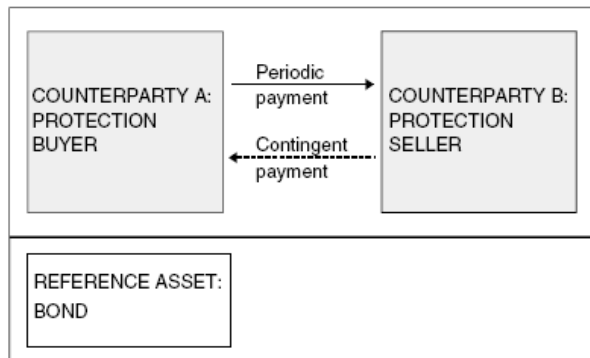 COUNTERPARTY A:
PROTECTION
BUYER
Periodic
payment
Contingent
payment
COUNTERPARTY B:
PROTECTION
SELLER
REFERENCE ASSET:
BOND